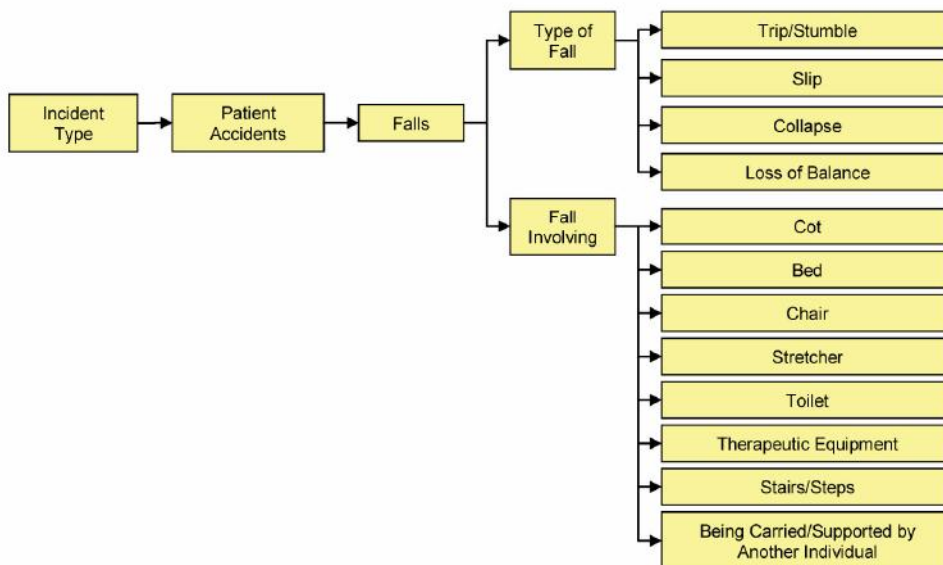 Incident
Type
Patient
Accidents
Falls
Type of
Fall
Trip/Stumble
Slip
Collapse
Loss of Balance
Fall
Involving
Cot
Bed
Chair
Stretcher
Toilet
Therapeutic Equipment
Stairs/Steps
Being Carried/Supported by
Another Individual